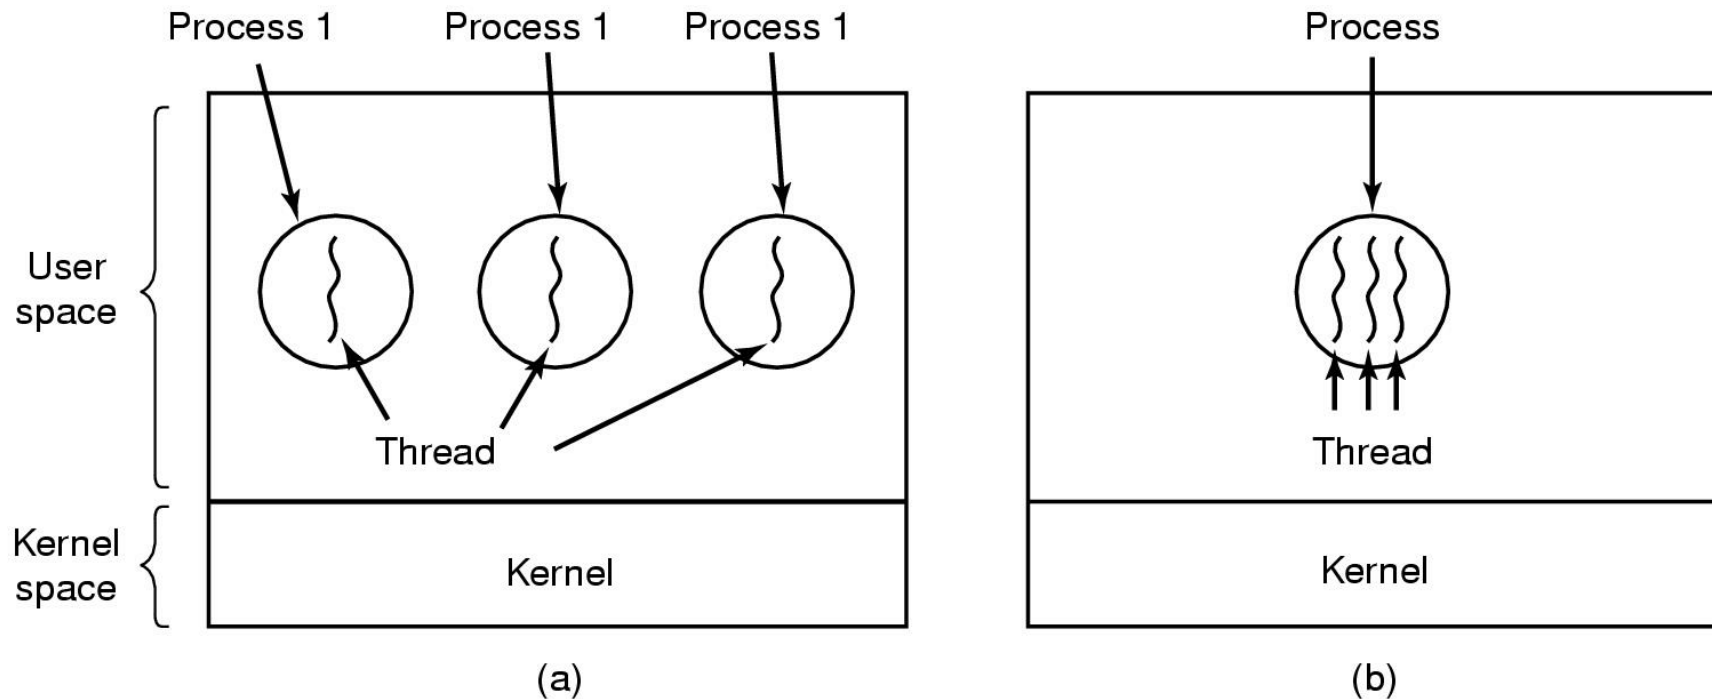 Process 1
Process 1
Process 1
Process
User
space
Thread
Thread
Kernel
space
Kernel
Kernel
(a)
(b)